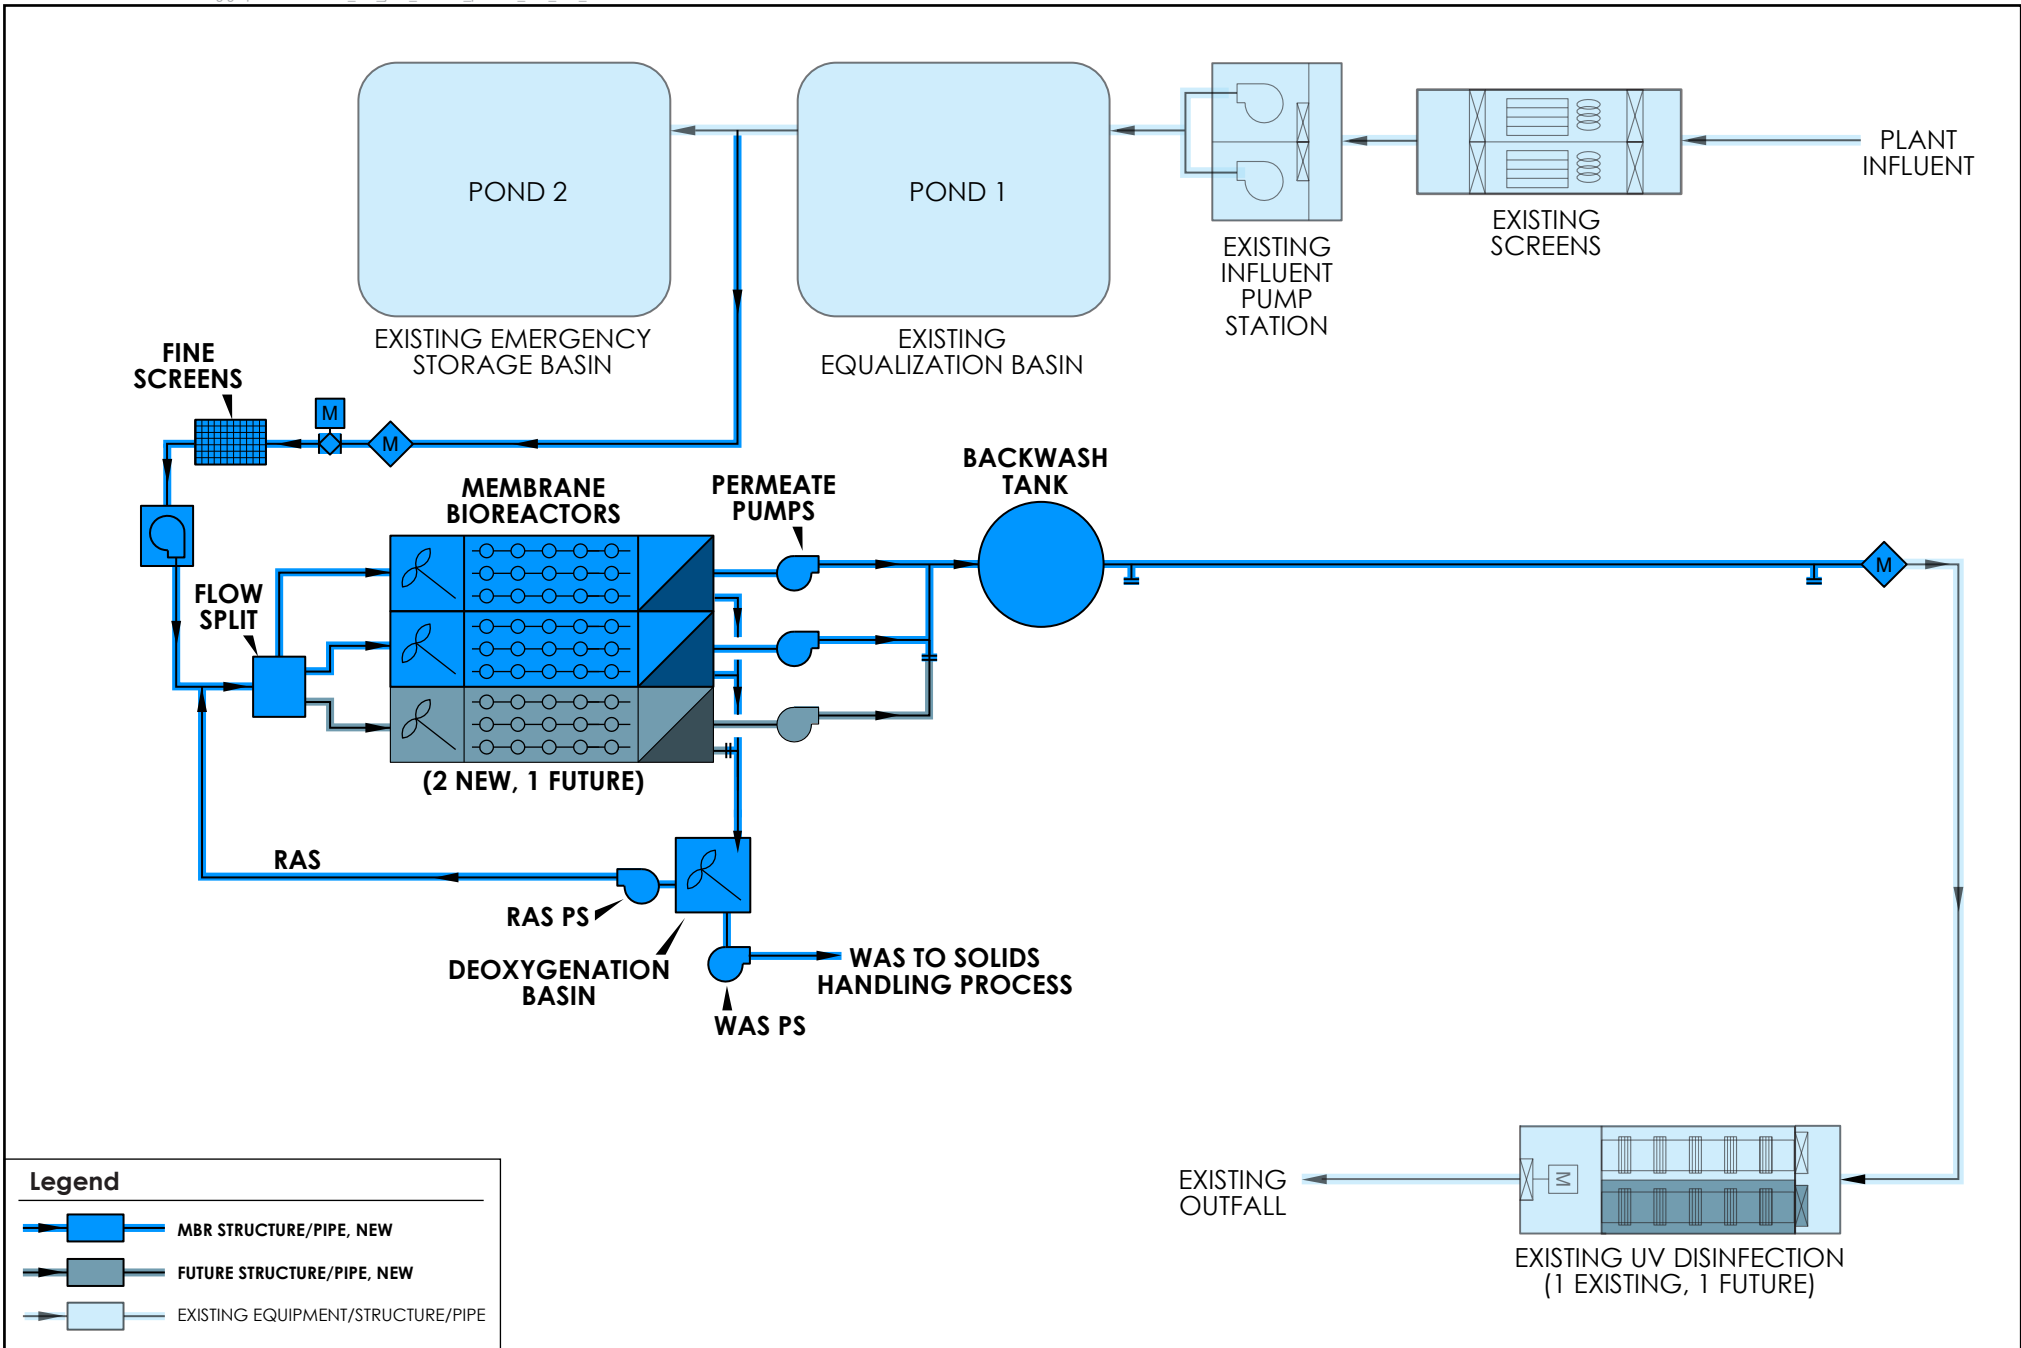 PLANT
INFLUENT
POND 2
POND 1
EXISTING
SCREENS
EXISTING
INFLUENT
PUMP
STATION
EXISTING EMERGENCY
STORAGE BASIN
EXISTING
EQUALIZATION BASIN
FINE
SCREENS
M
M
BACKWASH
TANK
MEMBRANE
BIOREACTORS
PERMEATE
PUMPS
M
FLOW
SPLIT
(2 NEW, 1 FUTURE)
RAS
RAS PS
DEOXYGENATION
BASIN
WAS TO SOLIDS
HANDLING PROCESS
WAS PS
EXISTING
OUTFALL
M
EXISTING UV DISINFECTION
(1 EXISTING, 1 FUTURE)
Legend
MBR STRUCTURE/PIPE, NEW
FUTURE STRUCTURE/PIPE, NEW
EXISTING EQUIPMENT/STRUCTURE/PIPE